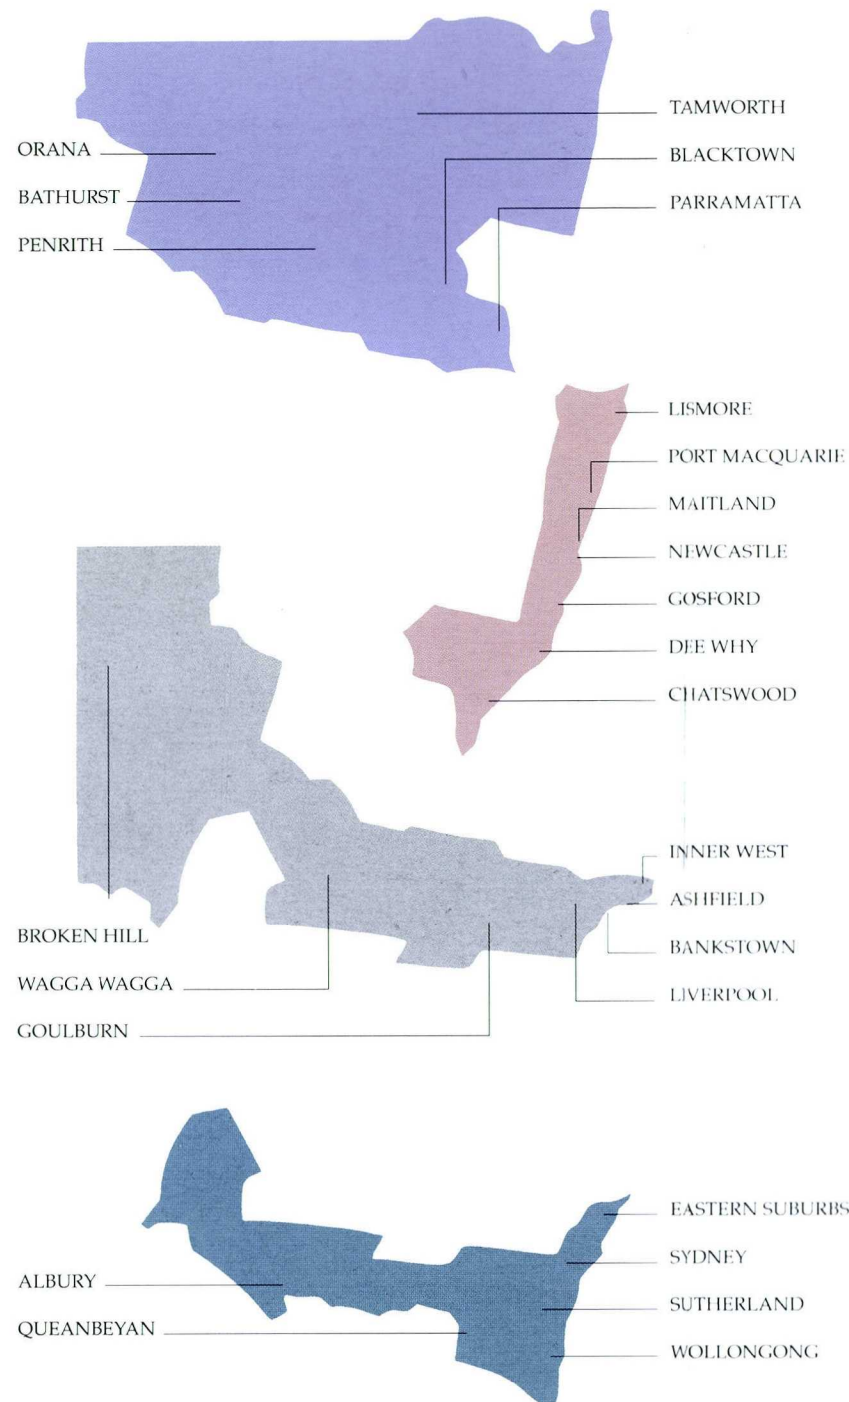 TAMWORTH
ORANA
BLACKTOWN
BATHURST
PARRAMATTA
PENRITH
LISMORE
PORT MACQUARIE
MAITLAND
NEWCASTLE
GOSFORD
DEE WHY
CHATSWOOD
INNER WEST
ASHFIELD
BROKEN HILL
BANKSTOWN
WAGGA WAGGA
LIVERPOOL
GOULBURN
EASTERN SUBURBS
SYDNEY
ALBURY
SUTHERLAND
QUEANBEYAN
WOLLONGONG